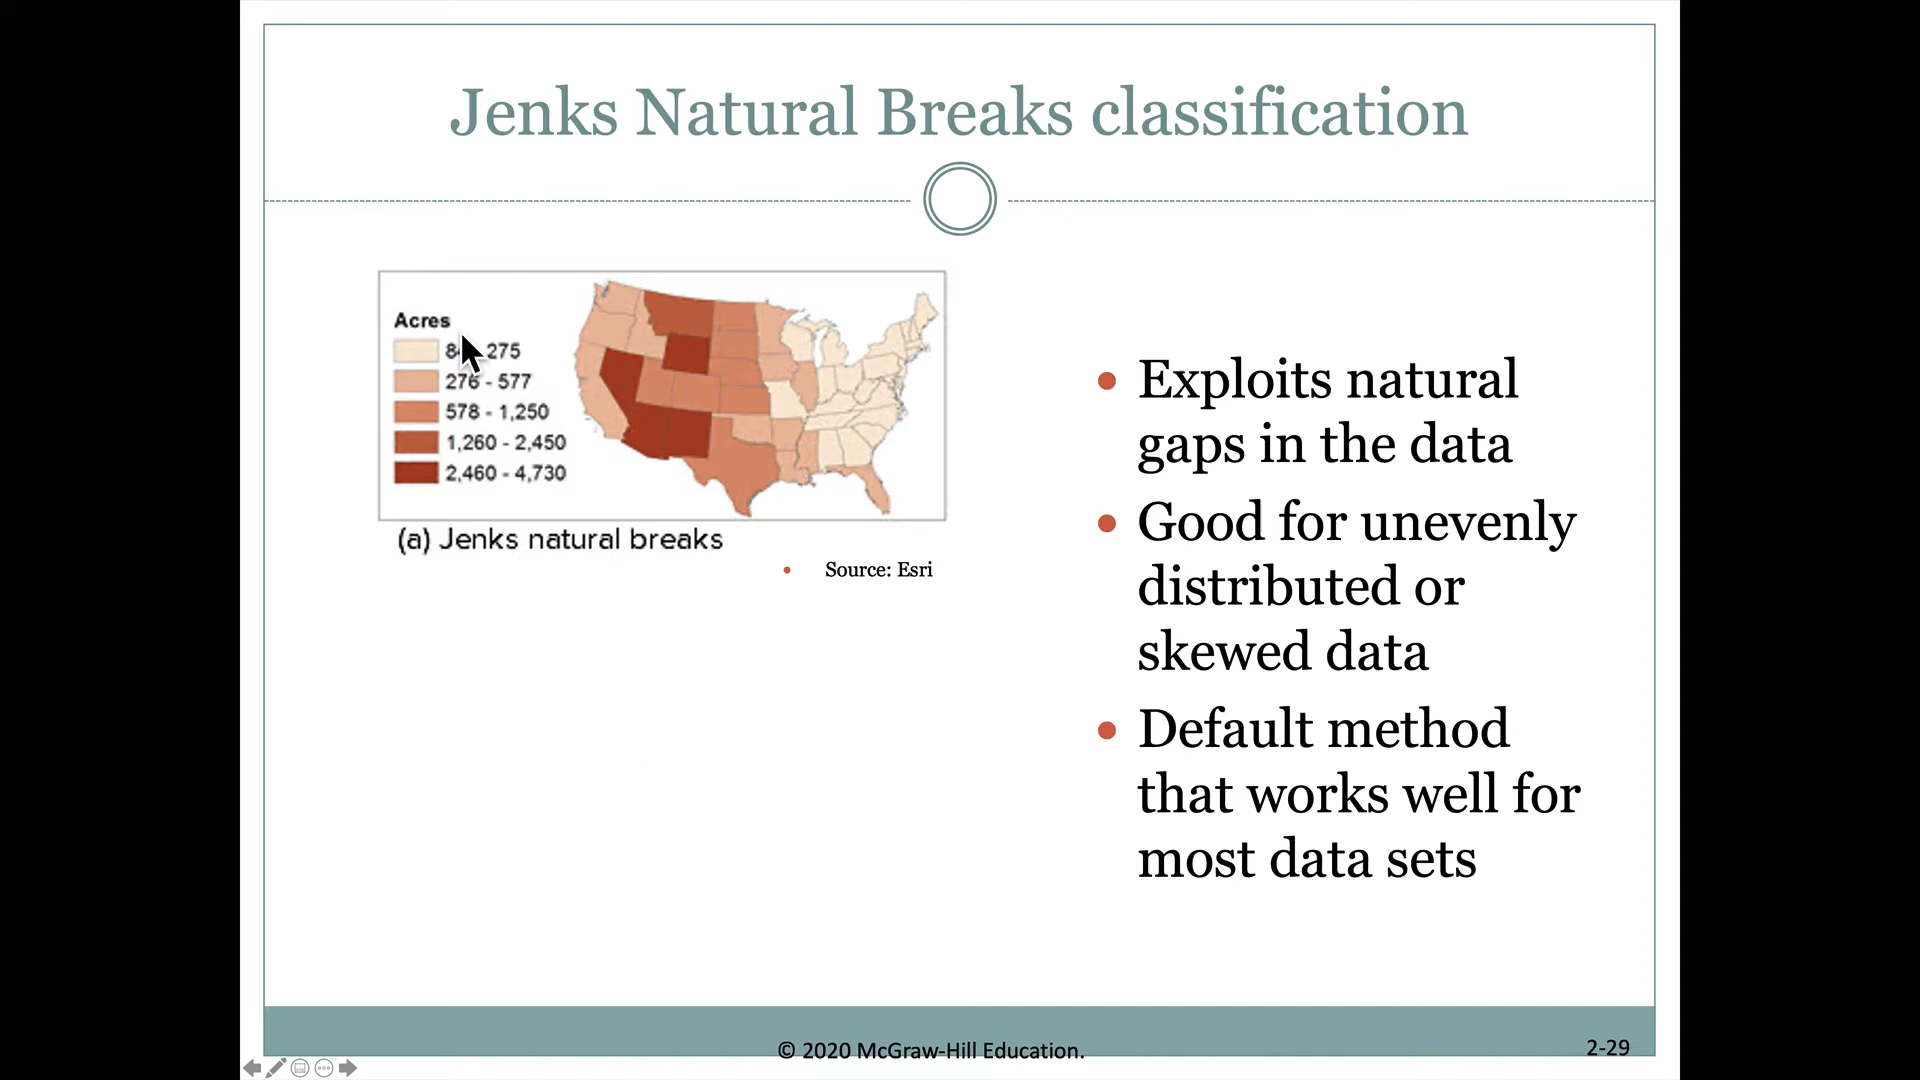 Jenks Natural Breaks classification
Acres
275
276 - 577
578 - 1,250
1,260 - 2,450
2,460 - 4,730
(a) Jenks natural breaks
• Source: Esri
• Exploits natural
gaps in the data
• Good for unevenly
distributed or
skewed data
• Default method
that works well for
most data sets
© 2020 McGraw-Hill Education.
2-29